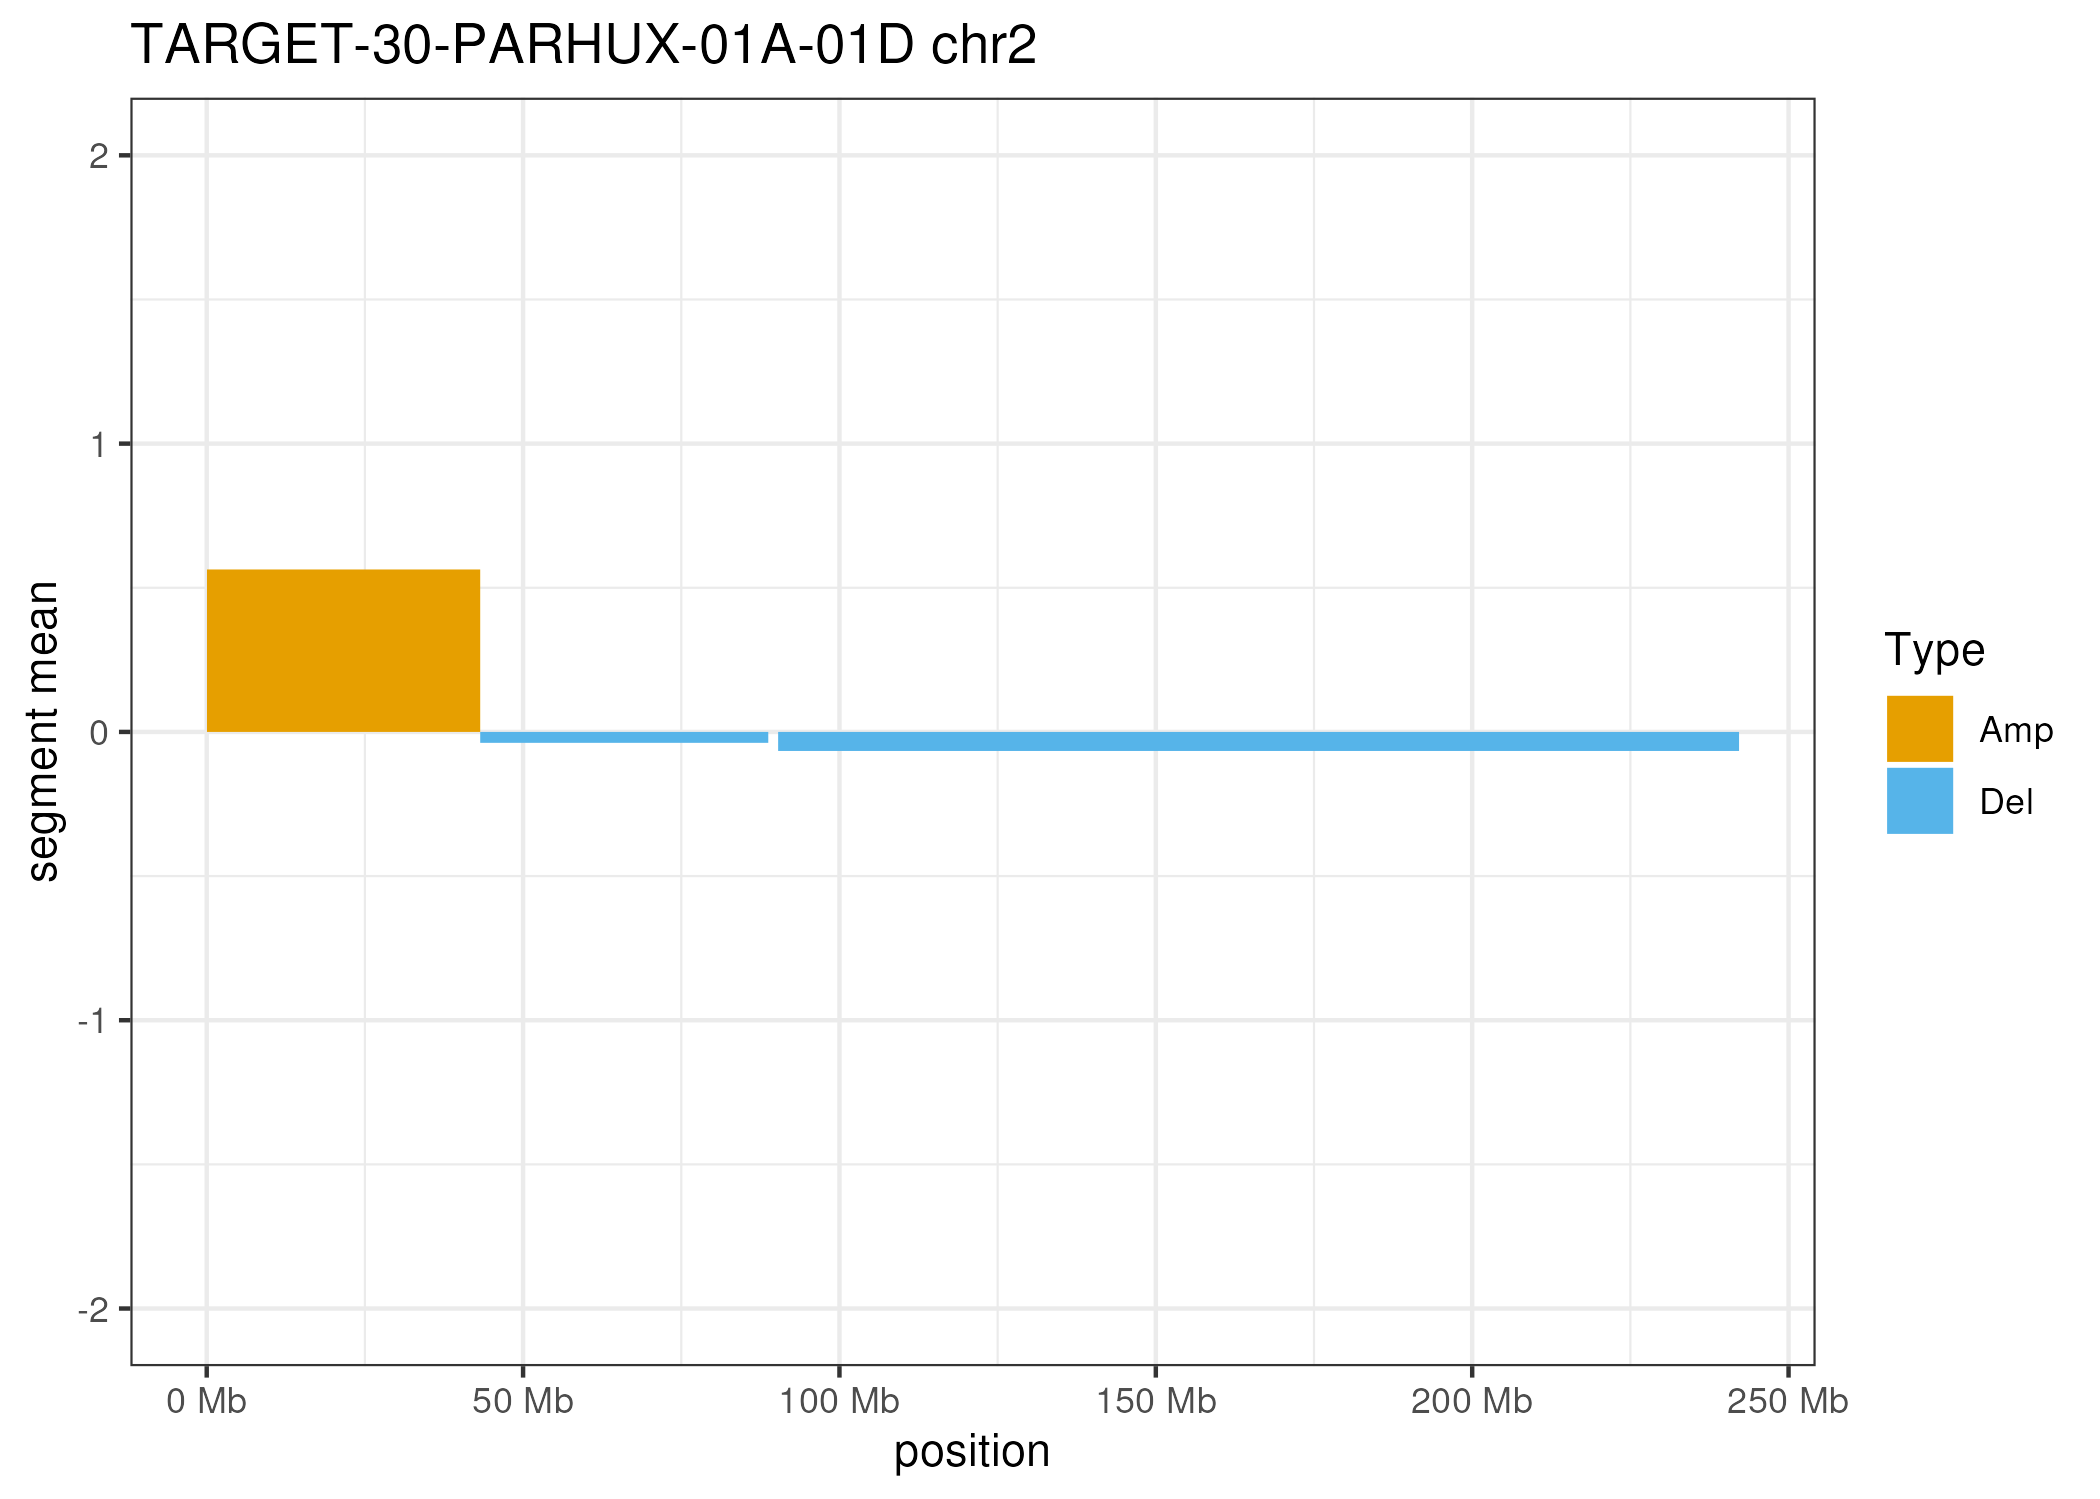 TARGET-30-PARHUX-01A-01D chr2
2
1
0
-1
-2
segment mean
0 Mb
50 Mb
100 Mb
150 Mb
200 Mb
250 Mb
position
Type
Amp
Del